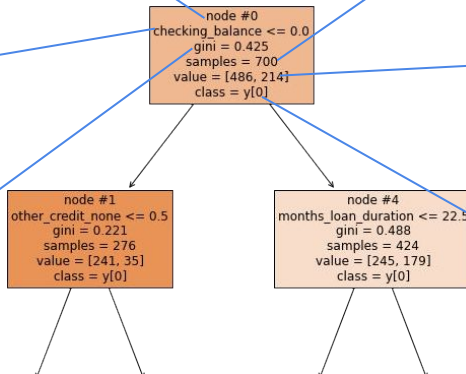 node #0
checking_balance <= 0.0
gini = 0.425
samples = 700
value = [486, 214]
class = y[0]
node #1
other_credit_none <= 0.5
gini = 0.221
samples = 276
value = [241, 35]
class = y[0]
node #4
months_loan_duration <= 22.5
gini = 0.488
samples = 424
value = [245, 179]
class = y[0]